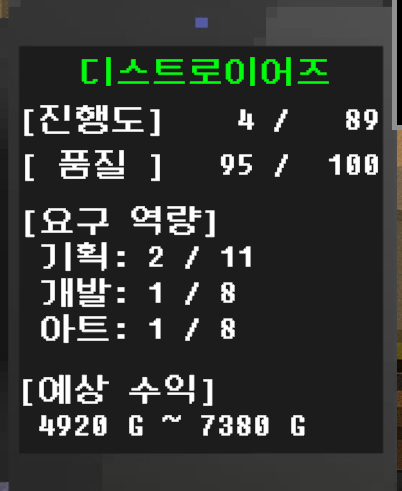 디스트로이어즈
[진행도] 4 / 89
[ 품질 ] 95 / 100
[요구 역량]
기획: 2 / 11
개발: 1 / 8
아트: 1 / 8
[예상 수익]
4920 G ~ 7380 G